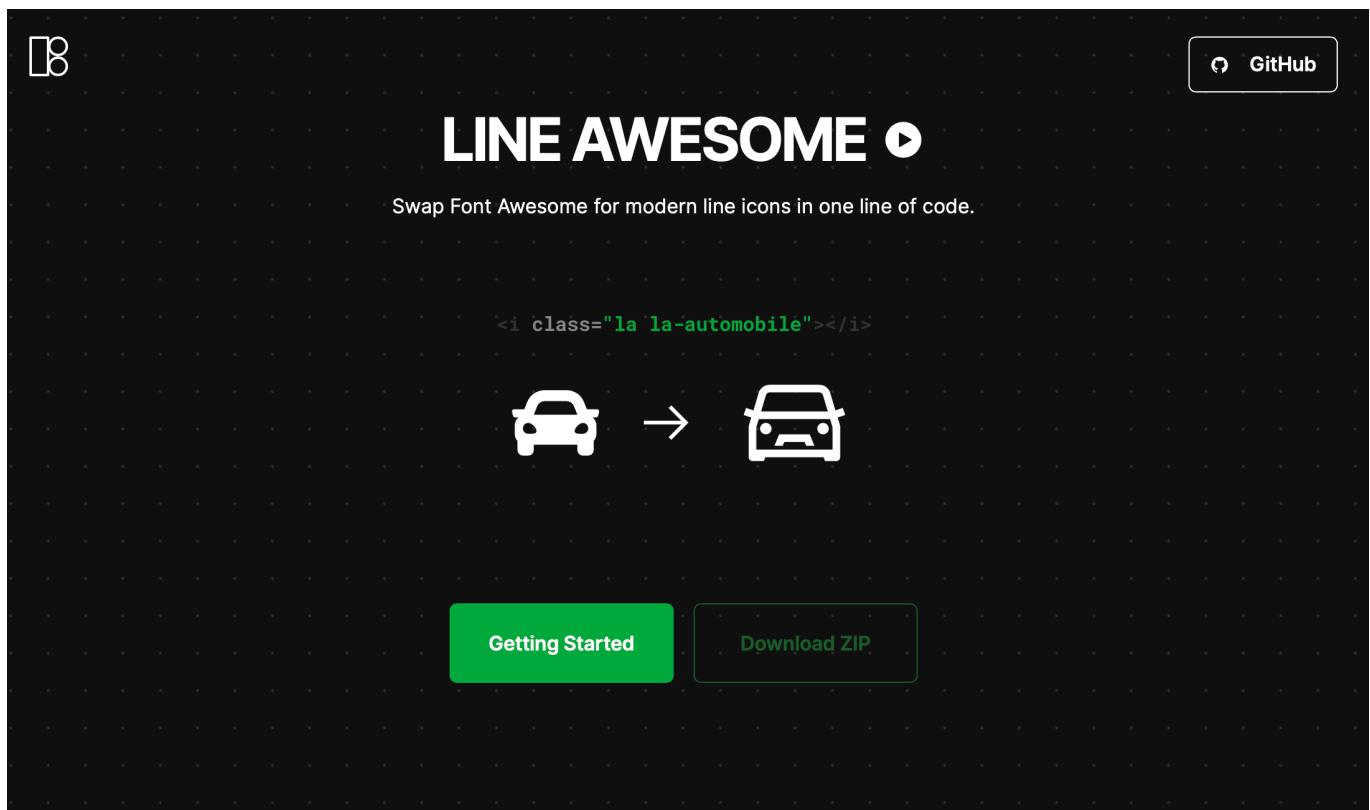 GitHub
LINE AWESOME
Swap Font Awesome for modern line icons in one line of code.
<i class="la la-automobile"></i>
Getting Started
Download ZIP